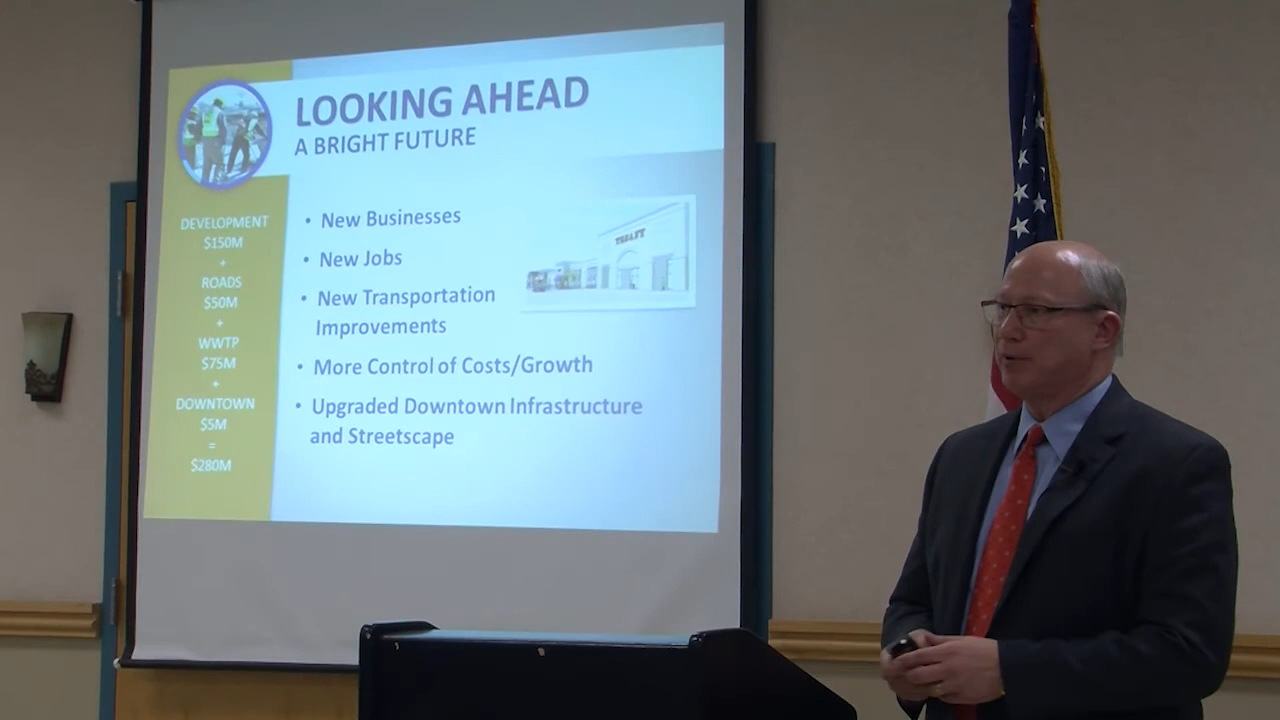 LOOKING AHEAD
A BRIGHT FUTURE
DEVELOPMENT
$150M
+
ROADS
$50M
+
WWTP
$75M
+
DOWNTOWN
$5M
=
$280M
• New Businesses
• New Jobs
• New Transportation
Improvements
• More Control of Costs/Growth
• Upgraded Downtown Infrastructure
and Streetscape